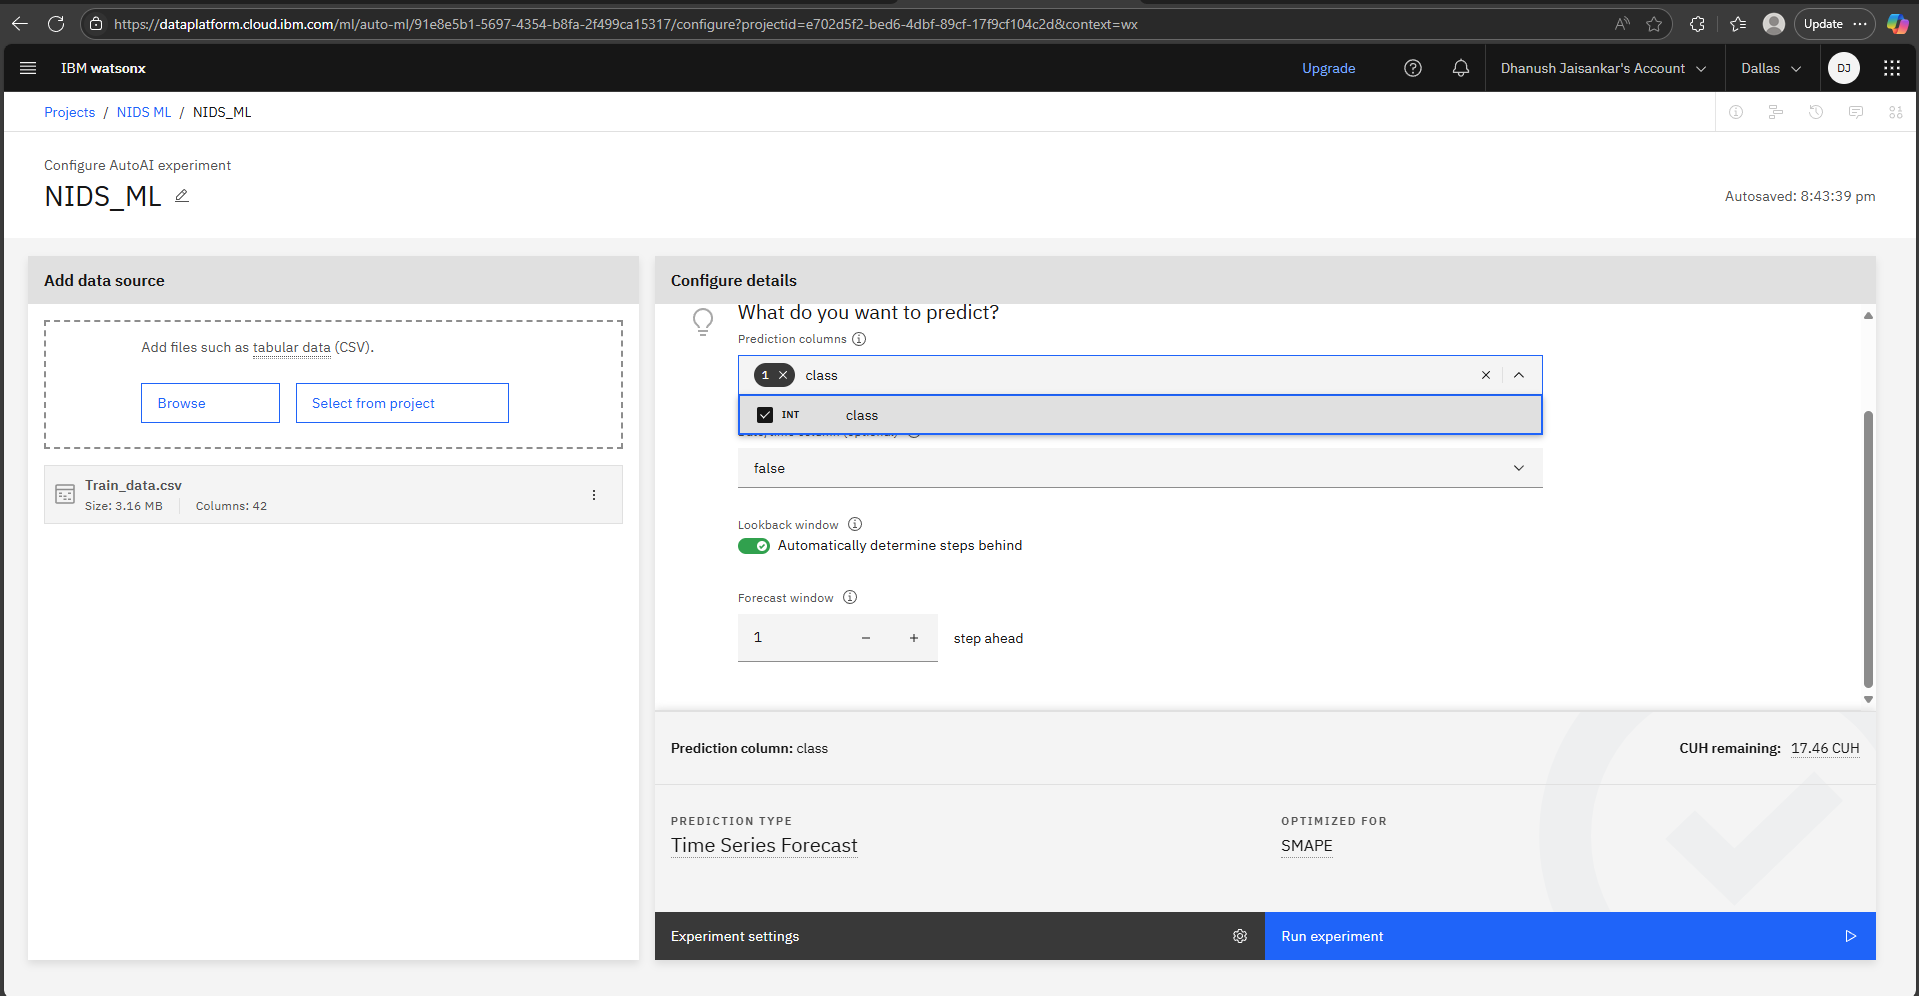 https://dataplatform.cloud.ibm.com/ml/auto-ml/91e8e5b1-5697-4354-b8fa-2f499ca15317/configure?projectid=e702d5f2-bed6-4dbf-89cf-17f9cf104c2d&context=wx
Update
IBM watsonx
Upgrade
Dhanush Jaisankar's Account
Dallas
DJ
Projects / NIDS ML / NIDS_ML
Configure AutoAI experiment
NIDS_ML
Autosaved: 8:43:39 pm
Add data source
Add files such as tabular data (CSV).
Browse
Select from project
Train_data.csv
Size: 3.16 MB
Columns: 42
Configure details
What do you want to predict?
Prediction columns
1 class
INT class
false
Lookback window
Automatically determine steps behind
Forecast window
1
step ahead
Prediction column: class
CUH remaining: 17.46 CUH
PREDICTION TYPE
Time Series Forecast
OPTIMIZED FOR
SMAPE
Experiment settings
Run experiment